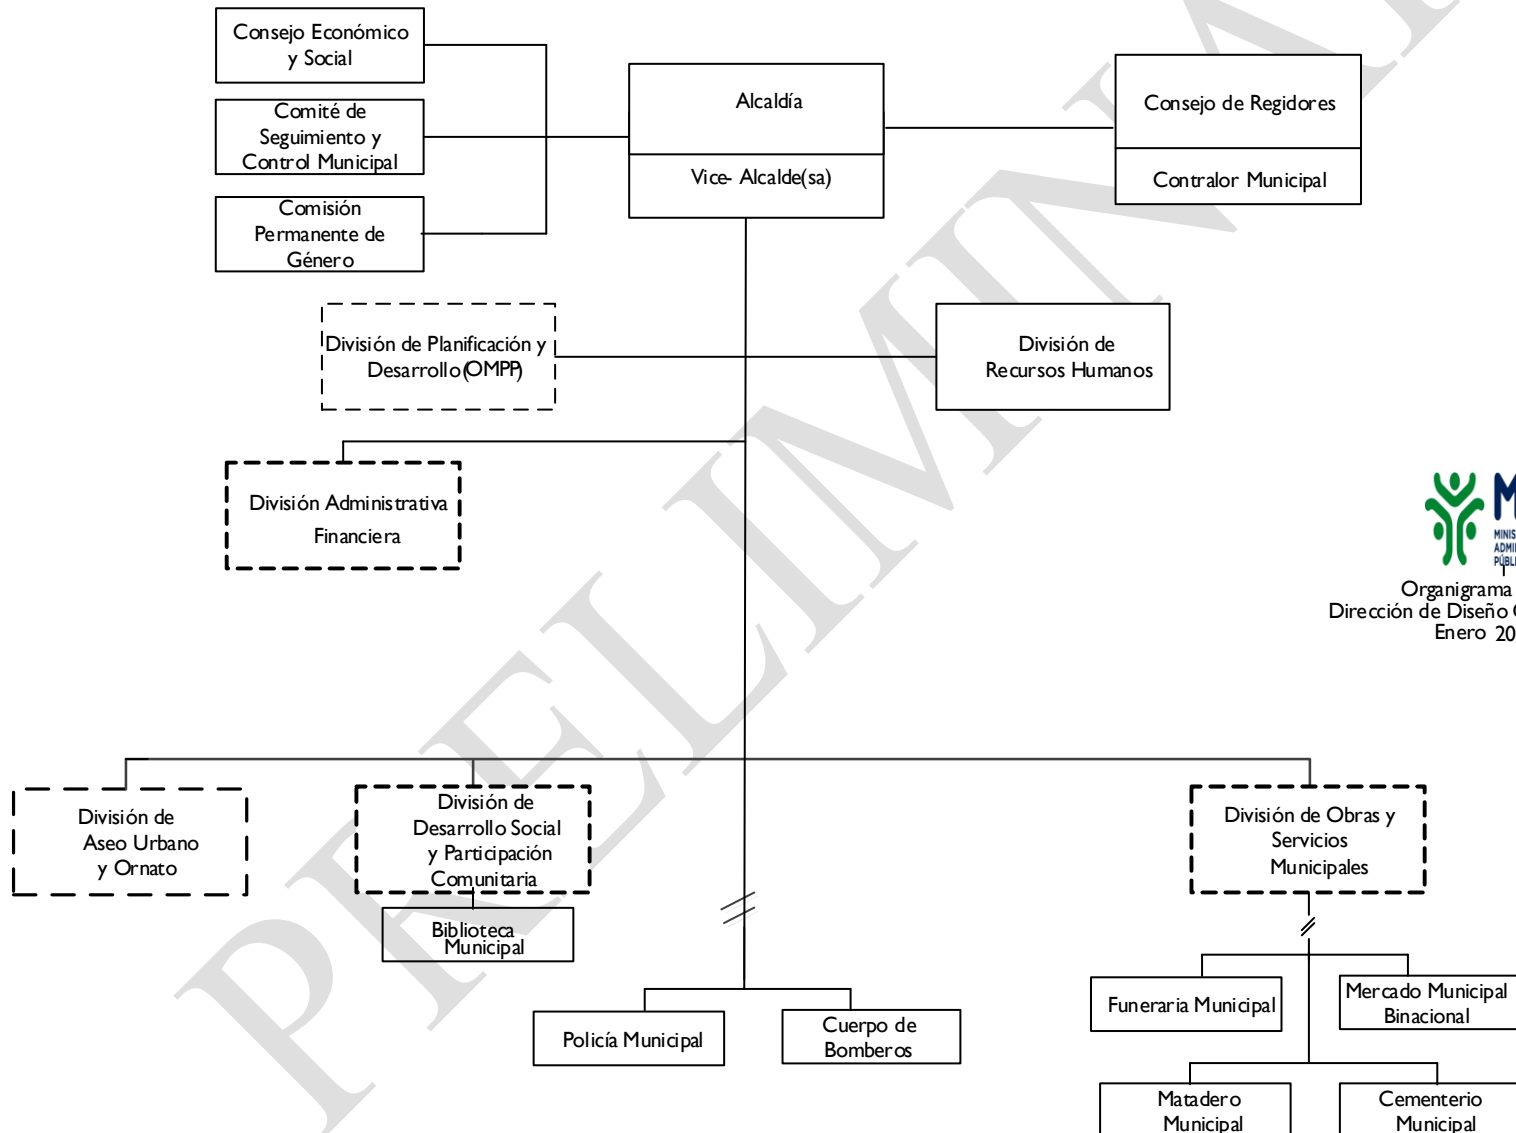 Consejo Económico
y Social
Comité de
Seguimiento y
Control Municipal
Comisión
Permanente de
Género
Alcaldía
Vice- Alcalde(sa)
Consejo de Regidores
Contralor Municipal
División de Planificación y
Desarrollo(OMPP)
División de
Recursos Humanos
División Administrativa
Financiera
Organigrama
Dirección de Diseño
Enero 20
División de
Aseo Urbano
y Ornato
División de
Desarrollo Social
y Participación
Comunitaria
Biblioteca
Municipal
División de Obras y
Servicios
Municipales
Policía Municipal
Cuerpo de
Bomberos
Funeraria Municipal
Mercado Municipal
Binacional
Matadero
Municipal
Cementerio
Municipal